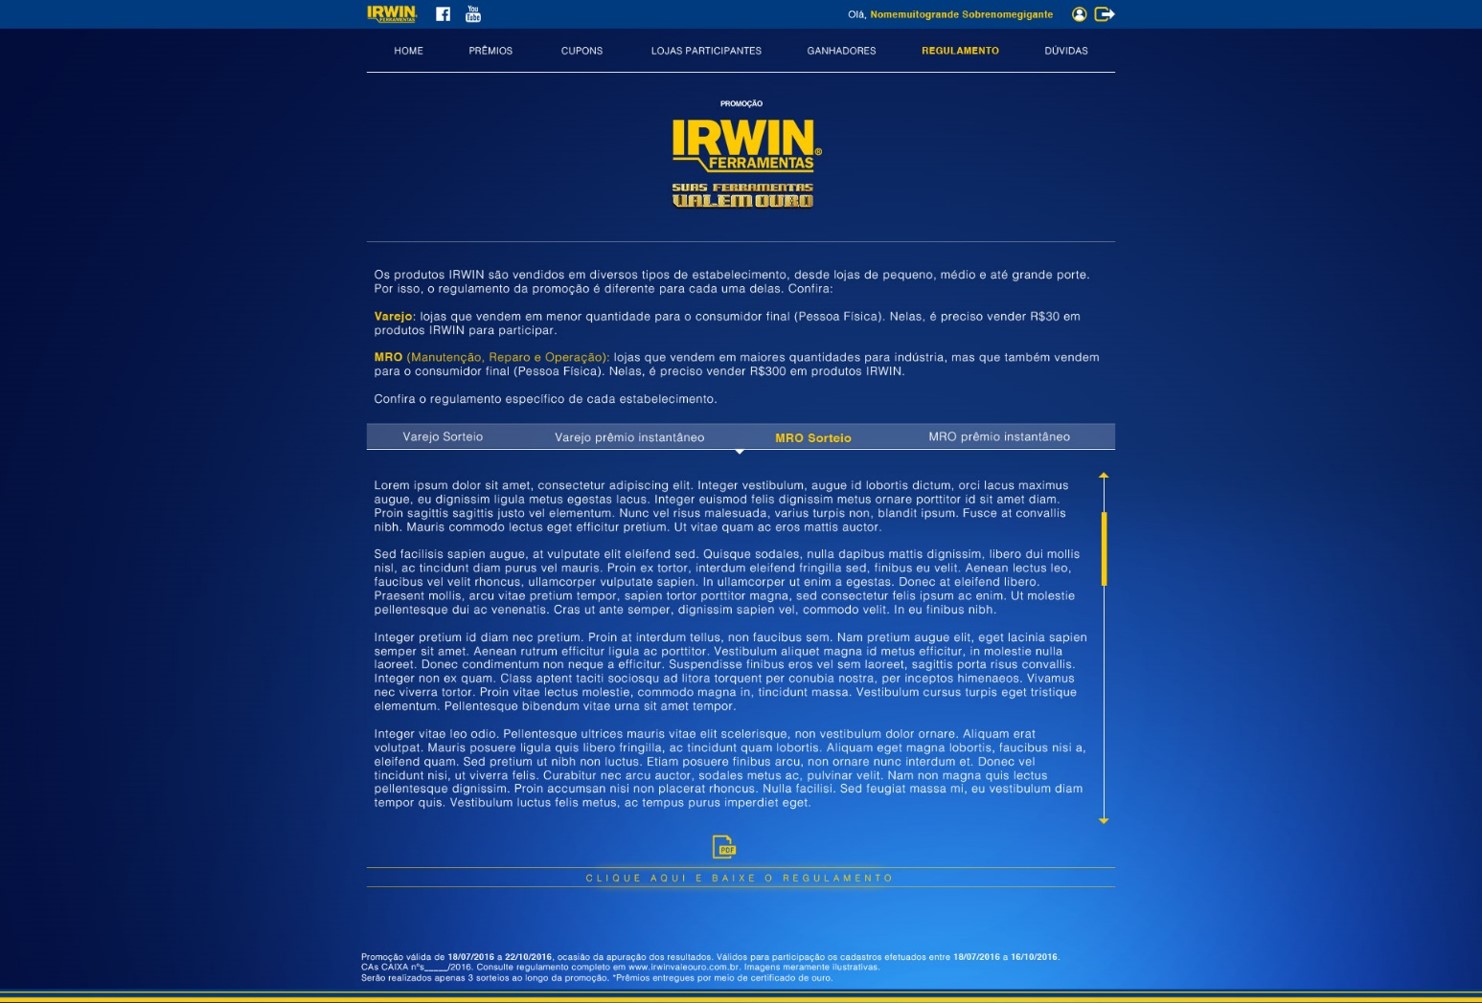 IRWIN
FERRAMENTAS
You
Tube
Olá, Nomemuitogrande Sobrenomegigante
HOME PRÊMIOS CUPONS LOJAS PARTICIPANTES GANHADORES REGULAMENTO DÚVIDAS
PROMOÇÃO
IRWIN®
FERRAMENTAS
SUAS FERRAMENTAS
VALEM OURO
Os produtos IRWIN são vendidos em diversos tipos de estabelecimento, desde lojas de pequeno, médio e até grande porte.
Por isso, o regulamento da promoção é diferente para cada uma delas. Confira:
Varejo: lojas que vendem em menor quantidade para o consumidor final (Pessoa Física). Nelas, é preciso vender R$30 em
produtos IRWIN para participar.
MRO (Manutenção, Reparo e Operação): lojas que vendem em maiores quantidades para indústria, mas que também vendem
para o consumidor final (Pessoa Física). Nelas, é preciso vender R$300 em produtos IRWIN.
Confira o regulamento específico de cada estabelecimento.
Varejo Sorteio Varejo prêmio instantâneo MRO Sorteio MRO prêmio instantâneo
Lorem ipsum dolor sit amet, consectetur adipiscing elit. Integer vestibulum, augue id lobortis dictum, orci lacus maximus
augue, eu dignissim ligula metus egestas lacus. Integer euismod felis dignissim metus ornare porttitor id sit amet diam.
Proin sagittis sagittis justo vel elementum. Nunc vel risus malesuada, varius turpis non, blandit ipsum. Fusce at convallis
nibh. Mauris commodo lectus eget efficitur pretium. Ut vitae quam ac eros mattis auctor.
Sed facilisis sapien augue, at vulputate elit eleifend sed. Quisque sodales, nulla dapibus mattis dignissim, libero dui mollis
nisl, ac tincidunt diam purus vel mauris. Proin ex tortor, interdum eleifend fringilla sed, finibus eu velit. Aenean lectus leo,
faucibus vel velit rhoncus, ullamcorper vulputate sapien. In ullamcorper ut enim a egestas. Donec at eleifend libero.
Praesent mollis, arcu vitae pretium tempor, sapien tortor porttitor magna, sed consectetur felis ipsum ac enim. Ut molestie
pellentesque dui ac venenatis. Cras ut ante semper, dignissim sapien vel, commodo velit. In eu finibus nibh.
Integer pretium id diam nec pretium. Proin at interdum tellus, non faucibus sem. Nam pretium augue elit, eget lacinia sapien
semper sit amet. Aenean rutrum efficitur ligula ac porttitor. Vestibulum aliquet magna id metus efficitur, in molestie nulla
laoreet. Donec condimentum non neque a efficitur. Suspendisse finibus eros vel sem laoreet, sagittis porta risus convallis.
Integer non ex quam. Class aptent taciti sociosqu ad litora torquent per conubia nostra, per inceptos himenaeos. Vivamus
nec viverra tortor. Proin vitae lectus molestie, commodo magna in, tincidunt massa. Vestibulum cursus turpis eget tristique
elementum. Pellentesque bibendum vitae urna sit amet tempor.
Integer vitae leo odio. Pellentesque ultrices mauris vitae elit scelerisque, non vestibulum dolor ornare. Aliquam erat
volutpat. Mauris posuere ligula quis libero fringilla, ac tincidunt quam lobortis. Aliquam eget magna lobortis, faucibus nisi a,
eleifend quam. Sed pretium ut nibh non luctus. Etiam posuere finibus arcu, non ornare nunc interdum et. Donec vel
tincidunt nisi, ut viverra felis. Curabitur nec arcu auctor, sodales metus ac, pulvinar velit. Nam non magna quis lectus
pellentesque dignissim. Proin accumsan nisi non placerat rhoncus. Nulla facilisi. Sed feugiat massa mi, eu vestibulum diam
tempor quis. Vestibulum luctus felis metus, ac tempus purus imperdiet eget.
PDF
CLIQUE AQUI E BAIXE O REGULAMENTO
Promoção válida de 18/07/2016 a 22/10/2016, ocasião da apuração dos resultados. Válidos para participação os cadastros efetuados entre 18/07/2016 a 16/10/2016.
CAs CAIXA nºs_____/2016. Consulte regulamento completo em www.irwinvaleouro.com.br. Imagens meramente ilustrativas.
Serão realizados apenas 3 sorteios ao longo da promoção. *Prêmios entregues por meio de certificado de ouro.